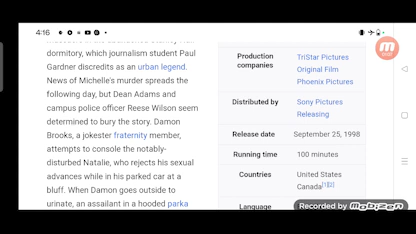 4:16
dormitory, which journalism student Paul
Gardner discredits as an urban legend.
News of Michelle's murder spreads the
following day, but Dean Adams and
campus police officer Reese Wilson seem
determined to bury the story. Damon
Brooks, a jokester fraternity member,
attempts to console the notably-
disturbed Natalie, who rejects his sexual
advances while in his parked car at a
bluff. When Damon goes outside to
urinate, an assailant in a hooded parka
Production
companies
TriStar Pictures
Original Film
Phoenix Pictures
Distributed by
Sony Pictures
Releasing
Release date
September 25, 1998
Running time
100 minutes
Countries
United States
Canada[1][2]
Language
Recorded by Mobizen